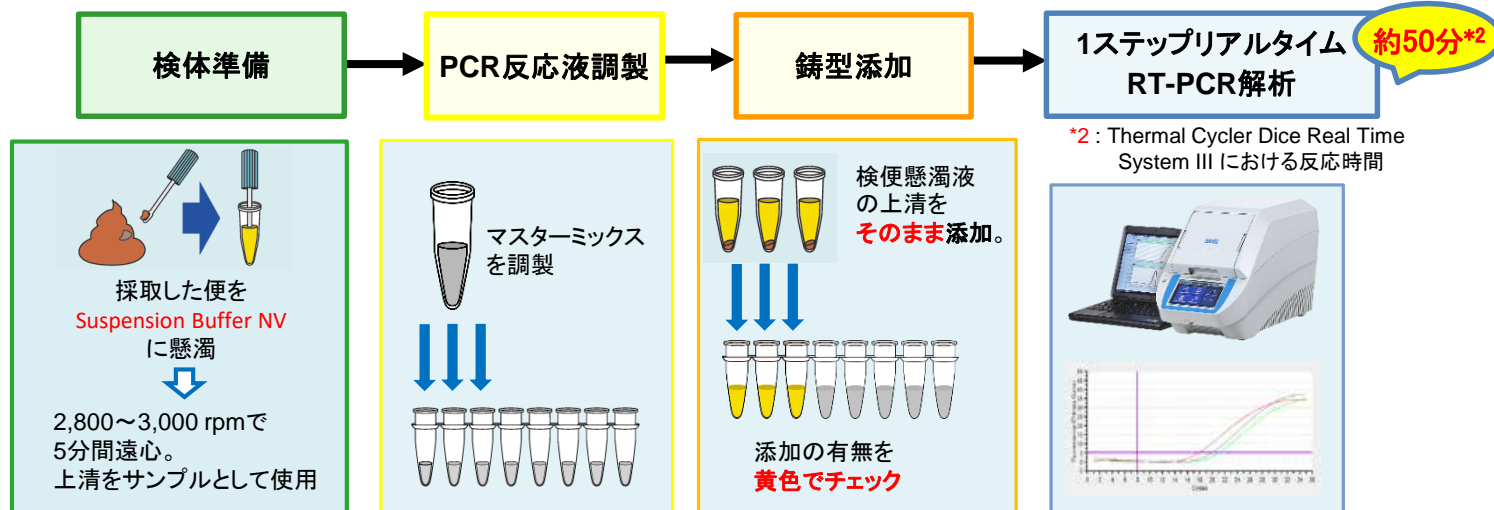 検体準備
PCR反応液調製
鋳型添加
1ステップリアルタイム
RT-PCR解析
約50分*2
*2 : Thermal Cycler Dice Real Time
System III における反応時間
採取した便を
Suspension Buffer NV
に懸濁
2,800～3,000 rpmで
5分間遠心。
上清をサンプルとして使用
マスターミックス
を調製
検便懸濁液
の上清を
そのまま添加。
添加の有無を
黄色でチェック